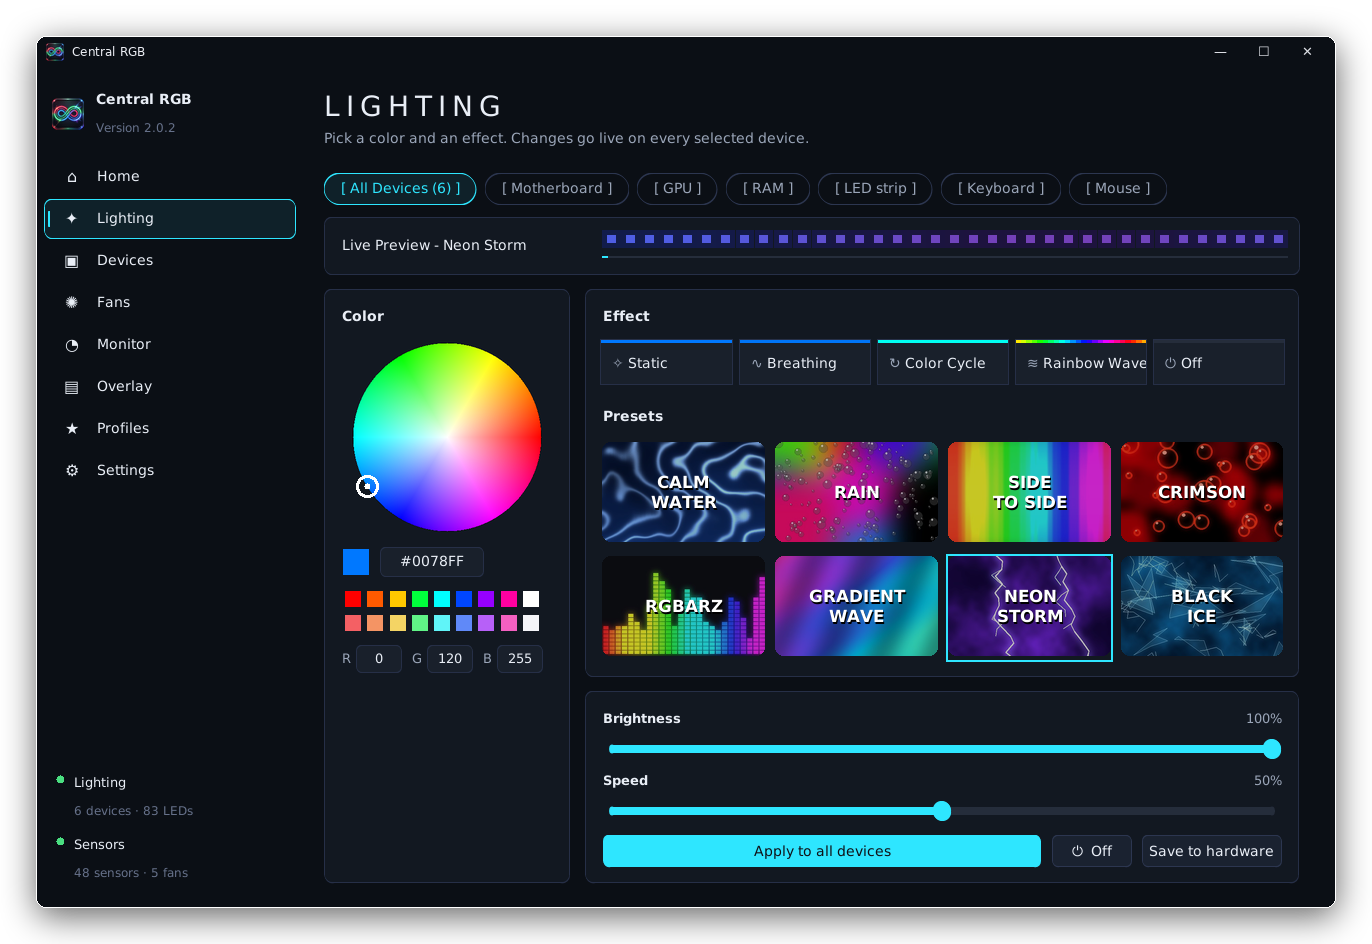 Central RGB
Central RGB
Version 2.0.2
Home
Lighting
Devices
Fans
Monitor
Overlay
Profiles
Settings
Lighting
6 devices · 83 LEDs
Sensors
48 sensors · 5 fans
LIGHTING
Pick a color and an effect. Changes go live on every selected device.
[ All Devices (6) ] [ Motherboard ] [ GPU ] [ RAM ] [ LED strip ] [ Keyboard ] [ Mouse ]
Live Preview - Neon Storm
Color
#0078FF
R 0 G 120 B 255
Effect
Static Breathing Color Cycle Rainbow Wave Off
Presets
CALM
WATER
RAIN
SIDE
TO SIDE
CRIMSON
RGBARZ
GRADIENT
WAVE
NEON
STORM
BLACK
ICE
Brightness 100%
Speed 50%
Apply to all devices Off Save to hardware